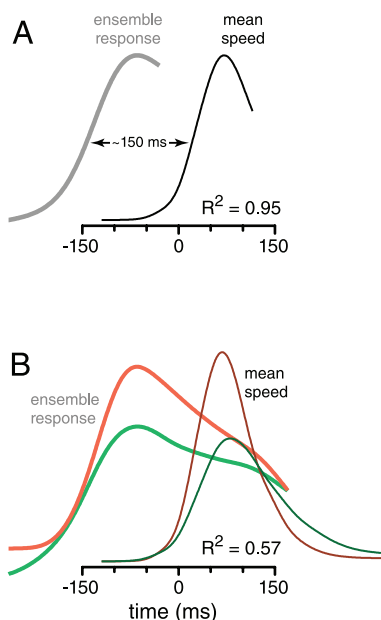 A
ensemble
response
mean
speed
~150 ms
R² = 0.95
-150
0
150
B
ensemble
response
mean
speed
R² = 0.57
-150
0
150
time (ms)